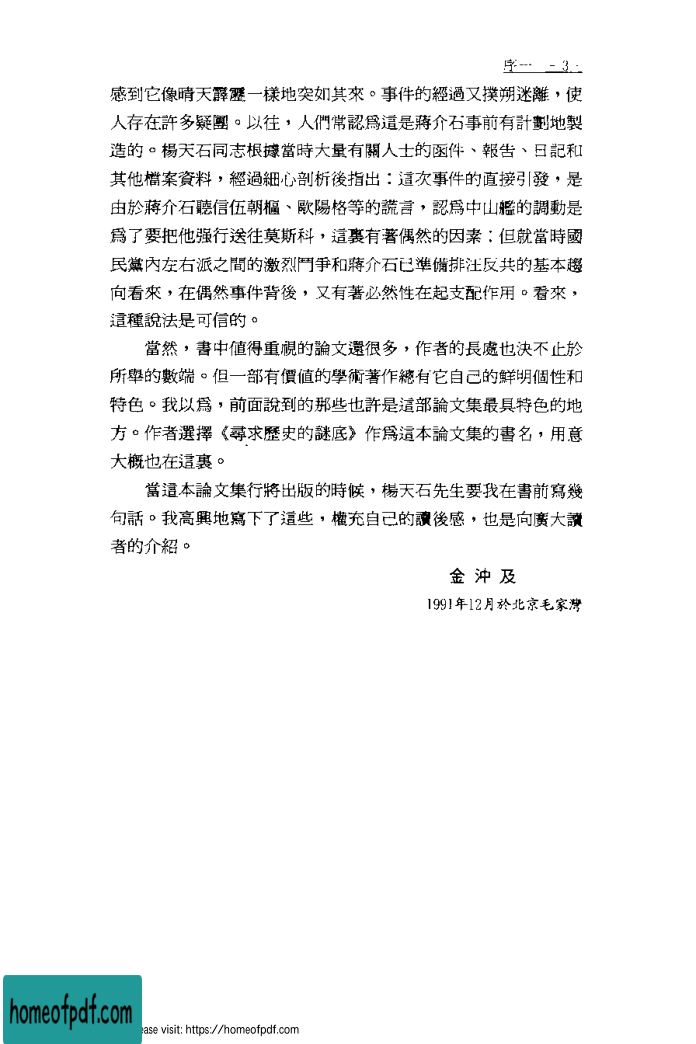 序一 - 3 -
感到它像晴天霹靂一樣地突如其來。事件的經過又撲朔迷離，使
人存在許多疑團。以往，人們常認爲這是蔣介石事前有計劃地製
造的。楊天石同志根據當時大量有關人士的函件、報告、日記和
其他檔案資料，經過細心剖析後指出：這次事件的直接引發，是
由於蔣介石聽信伍朝樞、歐陽格等的謊言，認爲中山艦的調動是
爲了要把他强行送往莫斯科，這裏有著偶然的因素；但就當時國
民黨內左右派之間的激烈鬥爭和蔣介石已準備排汪反共的基本趨
向看來，在偶然事件背後，又有著必然性在起支配作用。看來，
這種說法是可信的。
當然，書中値得重視的論文還很多，作者的長處也決不止於
所舉的數端。但一部有價値的學術著作總有它自己的鮮明個性和
特色。我以爲，前面說到的那些也許是這部論文集最具特色的地
方。作者選擇《尋求歷史的謎底》作爲這本論文集的書名，用意
大概也在這裏。
當這本論文集行將出版的時候，楊天石先生要我在書前寫幾
句話。我高興地寫下了這些，權充自己的讀後感，也是向廣大讀
者的介紹。
金 沖 及
1991年12月於北京毛家灣
homeofpdf.com
ease visit: https://homeofpdf.com